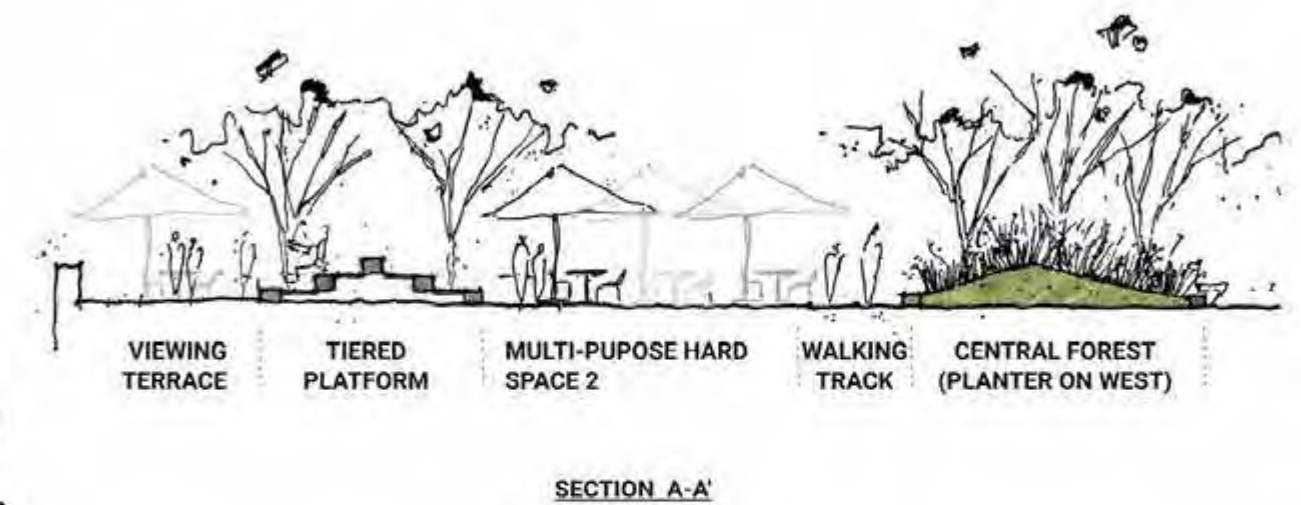 VIEWING
TERRACE
TIERED
PLATFORM
MULTI-PUPOSE HARD
SPACE 2
WALKING
TRACK
CENTRAL FOREST
(PLANTER ON WEST)
SECTION A-A'